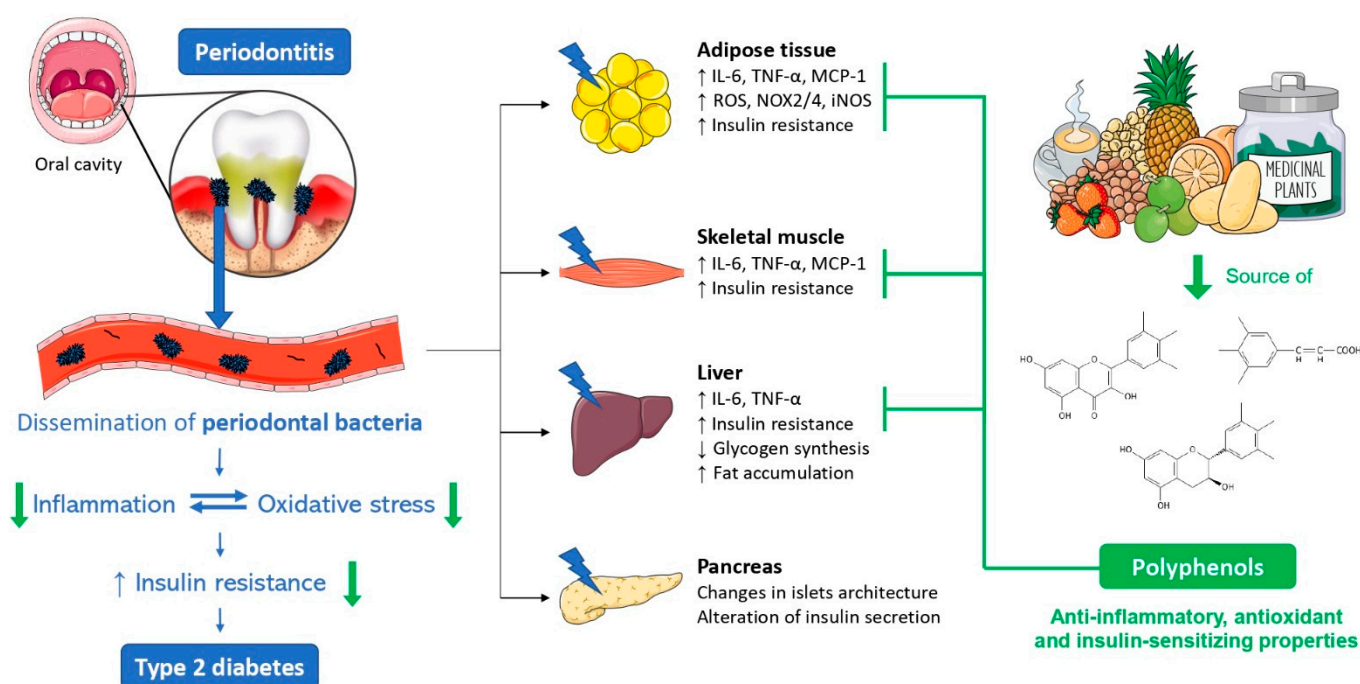 Periodontitis
Oral cavity
Dissemination of periodontal bacteria
Inflammation
Oxidative stress
↑ Insulin resistance
Type 2 diabetes
Adipose tissue
↑ IL-6, TNF-α, MCP-1
↑ ROS, NOX2/4, iNOS
↑ Insulin resistance
Skeletal muscle
↑ IL-6, TNF-α, MCP-1
↑ Insulin resistance
Liver
↑ IL-6, TNF-α
↑ Insulin resistance
↓ Glycogen synthesis
↑ Fat accumulation
Pancreas
Changes in islets architecture
Alteration of insulin secretion
MEDICINAL
PLANTS
Source of
HO
O
OH
OH
O
C=C-COOH
H H
HO
O
OH
OH
Polyphenols
Anti-inflammatory, antioxidant
and insulin-sensitizing properties